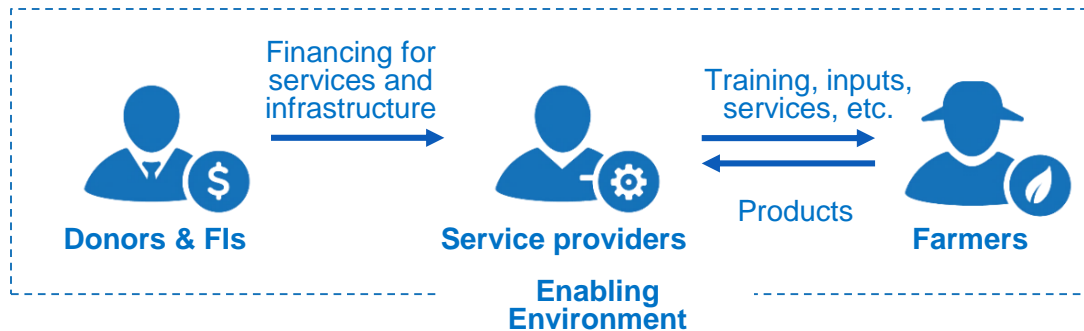 Financing for
services and
infrastructure
Training, inputs,
services, etc.
$
Products
Donors & FIs
Service providers
Farmers
Enabling
Environment